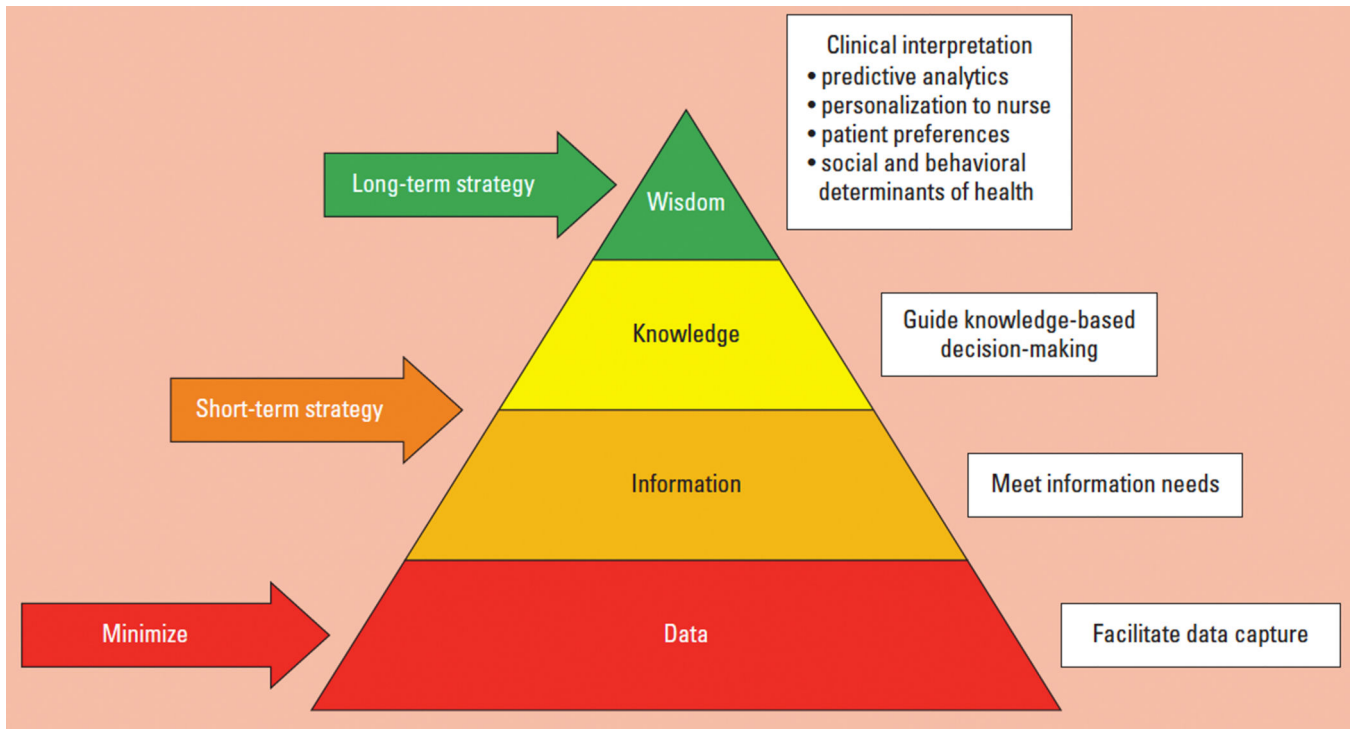 Clinical interpretation
• predictive analytics
• personalization to nurse
• patient preferences
• social and behavioral
determinants of health
Long-term strategy
Wisdom
Knowledge
Guide knowledge-based
decision-making
Short-term strategy
Information
Meet information needs
Minimize
Data
Facilitate data capture